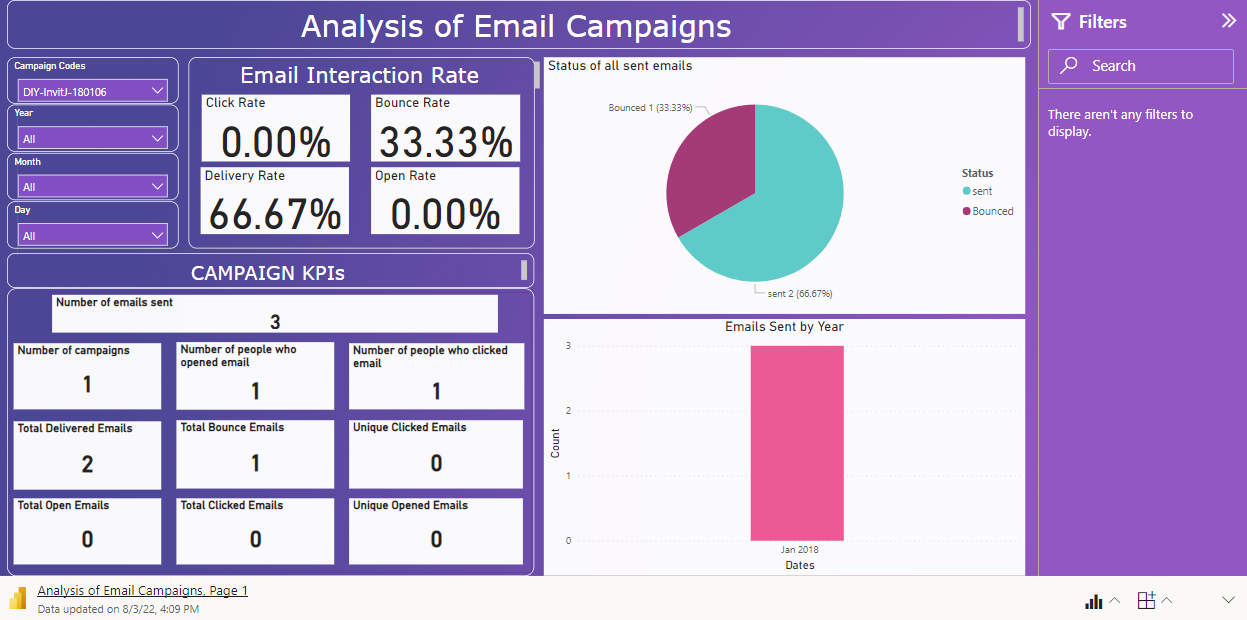 Analysis of Email Campaigns
Filters
Search
There aren't any filters to
display.
Campaign Codes
DIY-InvitJ-180106
Year
All
Month
All
Day
All
Email Interaction Rate
Click Rate
0.00%
Bounce Rate
33.33%
Delivery Rate
66.67%
Open Rate
0.00%
Status of all sent emails
Bounced 1 (33.33%)
sent 2 (66.67%)
Status
sent
Bounced
CAMPAIGN KPIs
Number of emails sent
3
Number of campaigns
1
Number of people who
opened email
1
Number of people who clicked
email
1
Total Delivered Emails
2
Total Bounce Emails
1
Unique Clicked Emails
0
Total Open Emails
0
Total Clicked Emails
0
Unique Opened Emails
0
Emails Sent by Year
Count
3
2
1
0
Jan 2018
Dates
Analysis of Email Campaigns, Page 1
Data updated on 8/3/22, 4:09 PM